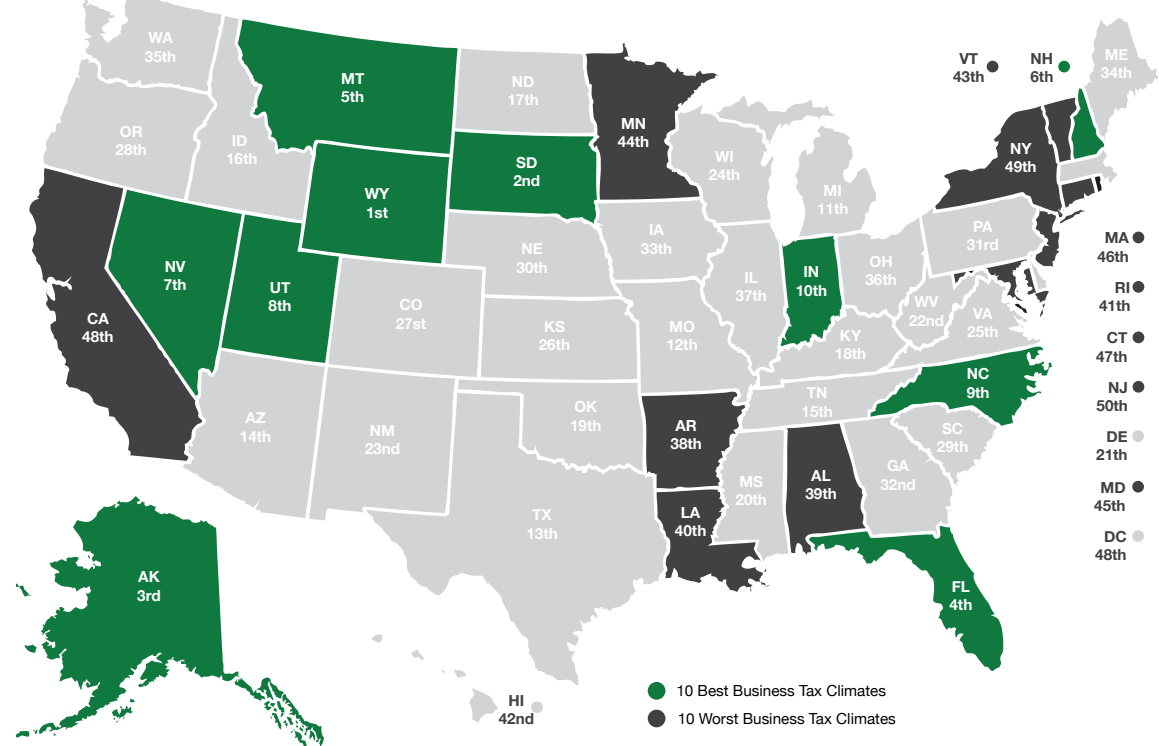 WA
35th
MT
5th
ND
17th
MN
44th
VT
43th
NH
6th
ME
34th
OR
28th
ID
16th
WY
1st
SD
2nd
WI
24th
MI
11th
NY
49th
NV
7th
UT
8th
CO
27st
NE
30th
IA
33th
IL
37th
IN
10th
OH
36th
PA
31rd
CA
48th
KS
26th
MO
12th
KY
18th
WV
22nd
VA
25th
MA
46th
RI
41th
CT
47th
NJ
50th
DE
21th
MD
45th
DC
48th
AZ
14th
NM
23nd
OK
19th
AR
38th
TN
15th
NC
9th
SC
29th
TX
13th
LA
40th
MS
20th
AL
39th
GA
32nd
FL
4th
AK
3rd
HI
42nd
10 Best Business Tax Climates
10 Worst Business Tax Climates